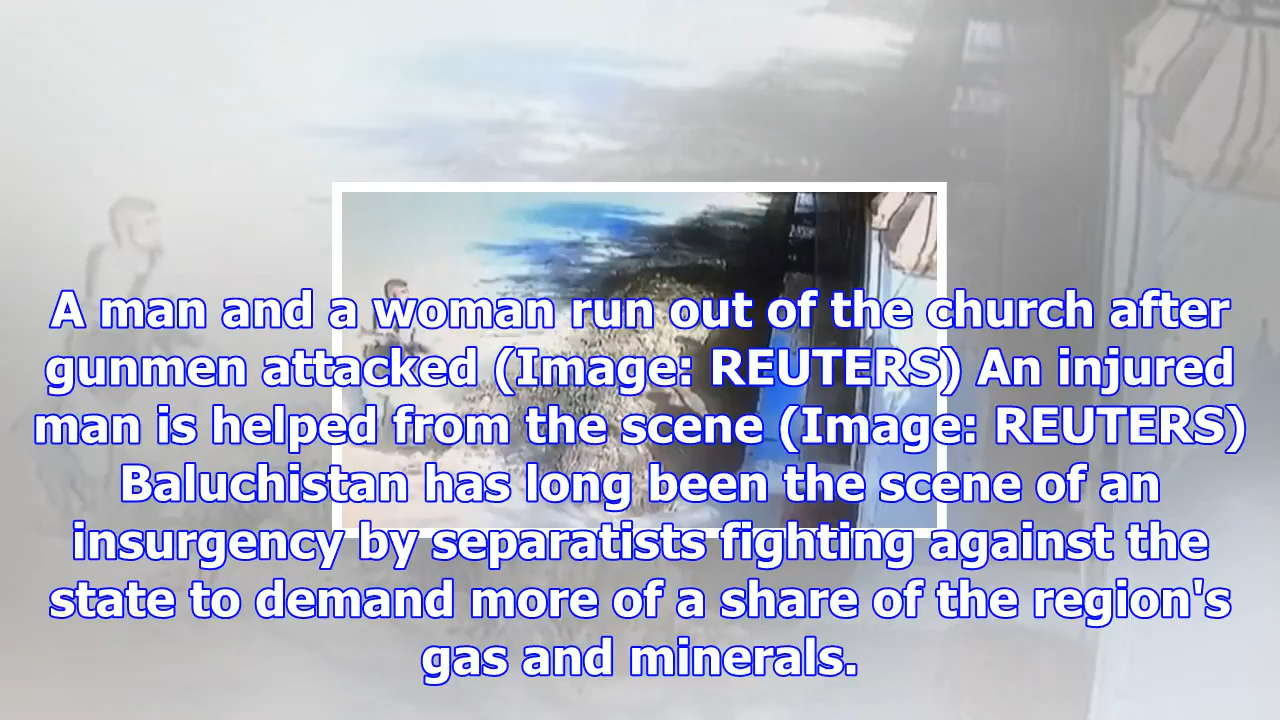 A man and a woman run out of the church after
gunmen attacked (Image: REUTERS) An injured
man is helped from the scene (Image: REUTERS)
Baluchistan has long been the scene of an
insurgency by separatists fighting against the
state to demand more of a share of the region's
gas and minerals.